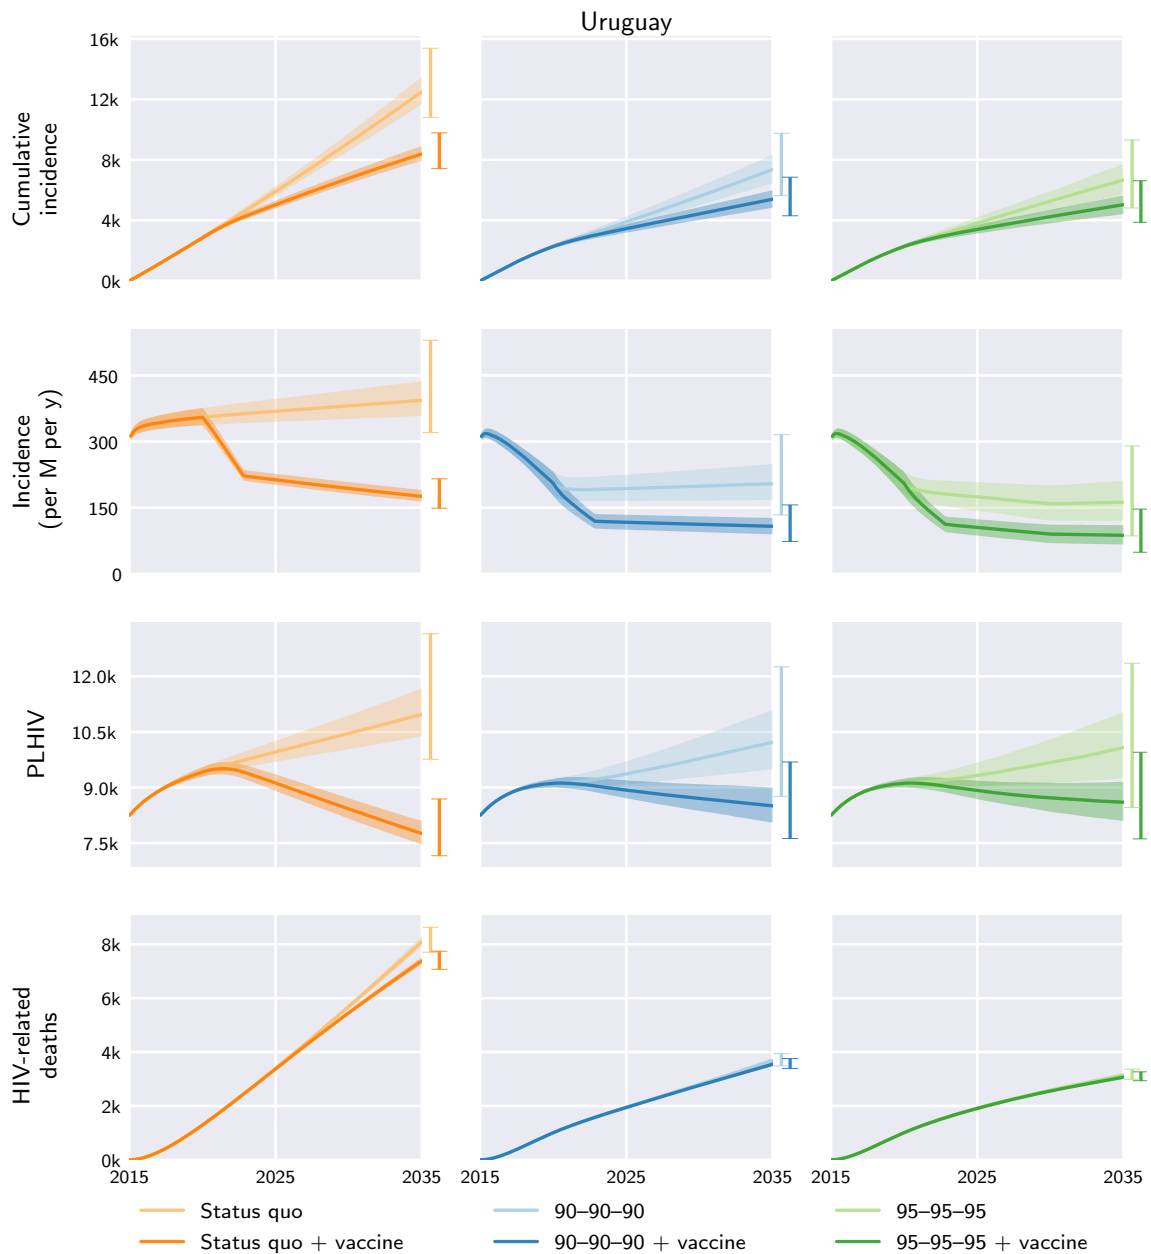 Uruguay
Cumulative
incidence
16k
12k
8k
4k
0k
Incidence
(per M per y)
450
300
150
0
PLHIV
12.0k
10.5k
9.0k
7.5k
HIV-related
deaths
8k
6k
4k
2k
0k
2015 2025 2035 2015 2025 2035 2015 2025 2035
Status quo 90–90–90 95–95–95
Status quo + vaccine 90–90–90 + vaccine 95–95–95 + vaccine